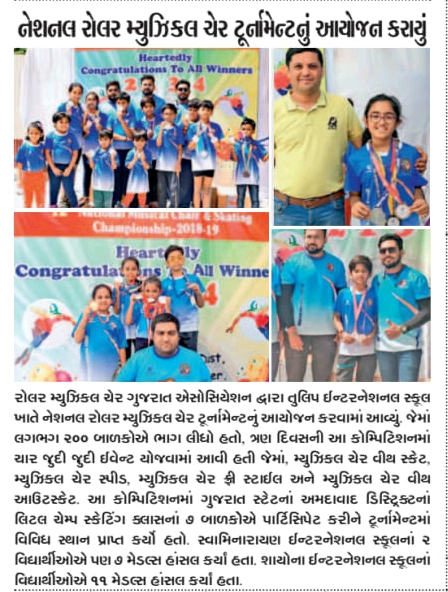 નેશનલ રોલર મ્યુઝિકલ ચેર ટૂર્નામેન્ટનું આયોજન કરાયું
Heartedly
Congratulations To All Winners
National Musical Chair & Skating
Championship-2018-19
Heartedly
Congratulations To All Winne
રોલર મ્યુઝિકલ ચેર ગુજરાત એસોસિયેશન દ્વારા તુલિપ ઈન્ટરનેશનલ સ્કૂલ
ખાતે નેશનલ રોલર મ્યુઝિકલ ચેર ટૂર્નામેન્ટનું આયોજન કરવામાં આવ્યું. જેમાં
લગભગ ૨૦૦ બાળકોએ ભાગ લીધો હતો, ત્રણ દિવસની આ કોમ્પિટિશનમાં
ચાર જુદી જુદી ઈવેન્ટ યોજવામાં આવી હતી જેમાં, મ્યુઝિકલ ચેર વીથ સ્કેટ,
મ્યુઝિકલ ચેર સ્પીડ, મ્યુઝિકલ ચેર ફ્રી સ્ટાઈલ અને મ્યુઝિકલ ચેર વીથ
આઉટસ્કેટ. આ કોમ્પિટિશનમાં ગુજરાત સ્ટેટનાં અમદાવાદ ડિસ્ટ્રિક્ટનાં
લિટલ ચેમ્પ સ્કેટિંગ ક્લાસનાં ૭ બાળકોએ પાર્ટિસિપેટ કરીને ટૂર્નામેન્ટમાં
વિવિધ સ્થાન પ્રાપ્ત કર્યો હતો. સ્વામિનારાયણ ઈન્ટરનેશનલ સ્કૂલનાં ૨
વિદ્યાર્થીઓએ પણ ૭ મેડલ્સ હાંસલ કર્યાં હતા. શાયોના ઈન્ટરનેશનલ સ્કૂલનાં
વિદ્યાર્થીઓએ ૧૧ મેડલ્સ હાંસલ કર્યાં હતા.